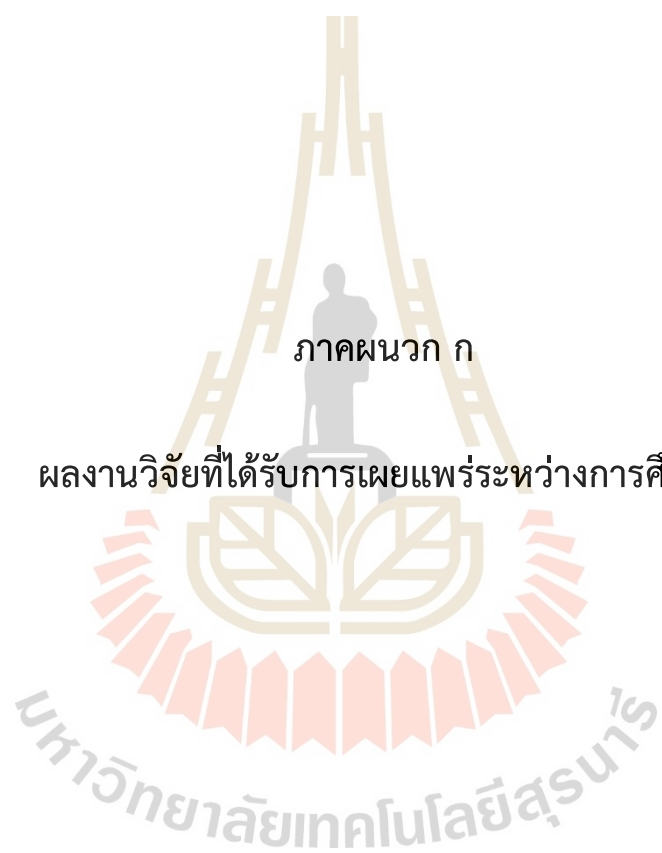 ภาคผนวก ก
ผลงานวิจัยที่ได้รับการเผยแพร่ระหว่างการศึ
มหาวิทยาลัยเทคโนโลยีสุรนารี